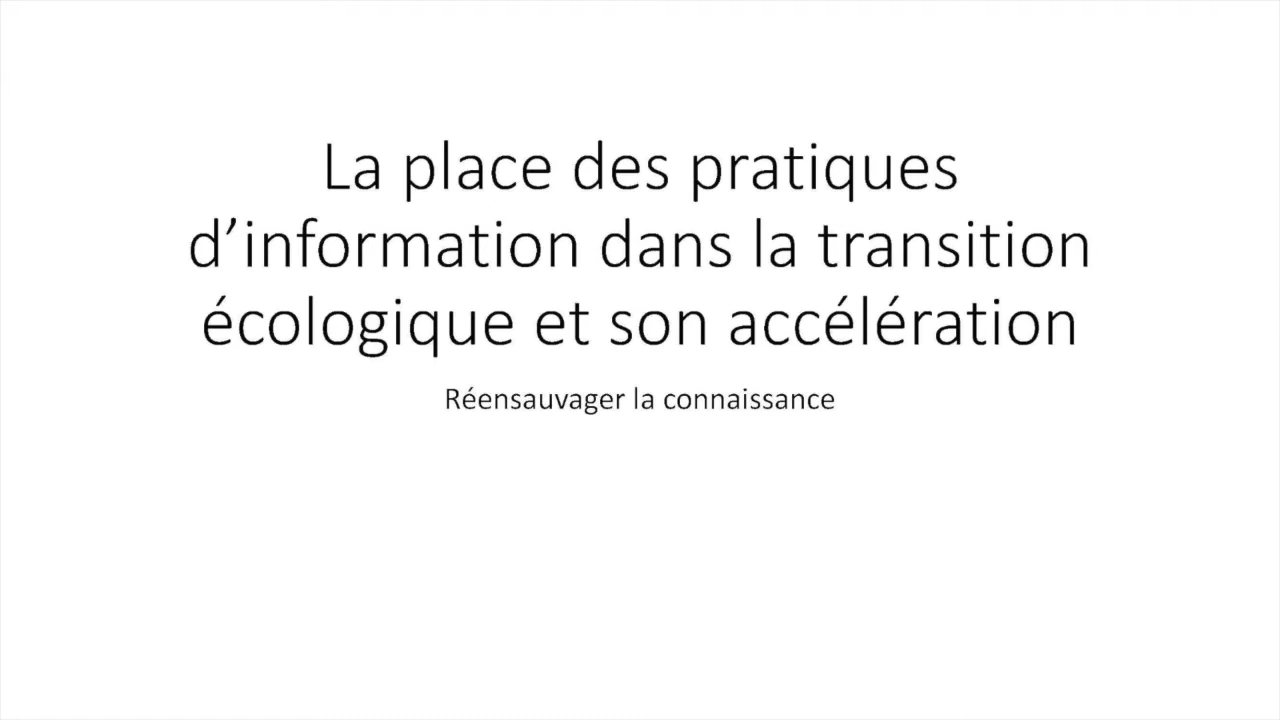 La place des pratiques
d’information dans la transition
écologique et son accélération
Réensauvager la connaissance